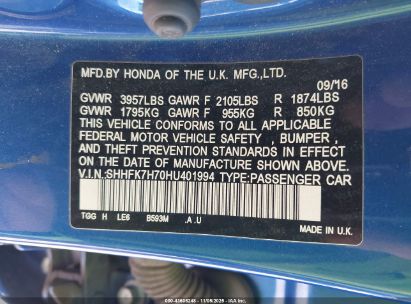 MFD.BY HONDA OF THE U.K. MFG.,LTD.
09/16
GVWR 3957LBS GAWR F 2105LBS R 1874LBS
GVWR 1795KG GAWR F 955KG R 850KG
THIS VEHICLE CONFORMS TO ALL APPLICABLE
FEDERAL MOTOR VEHICLE SAFETY , BUMPER ,
AND THEFT PREVENTION STANDARDS IN EFFECT
ON THE DATE OF MANUFACTURE SHOWN ABOVE.
V.I.N.:SHHFK7H70HU401994 TYPE:PASSENGER CAR
TGG H LE6 B593M .A .U
MADE IN U.K.